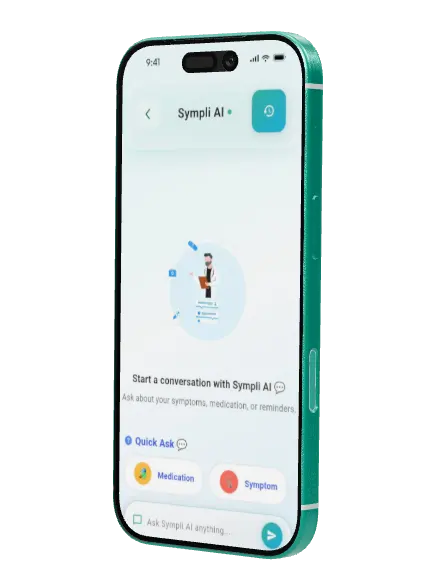 9:41
Sympli AI
Start a conversation with Sympli AI 💬
Ask about your symptoms, medication, or reminders.
Quick Ask 💬
Medication
Symptom
Ask Sympli AI anything...